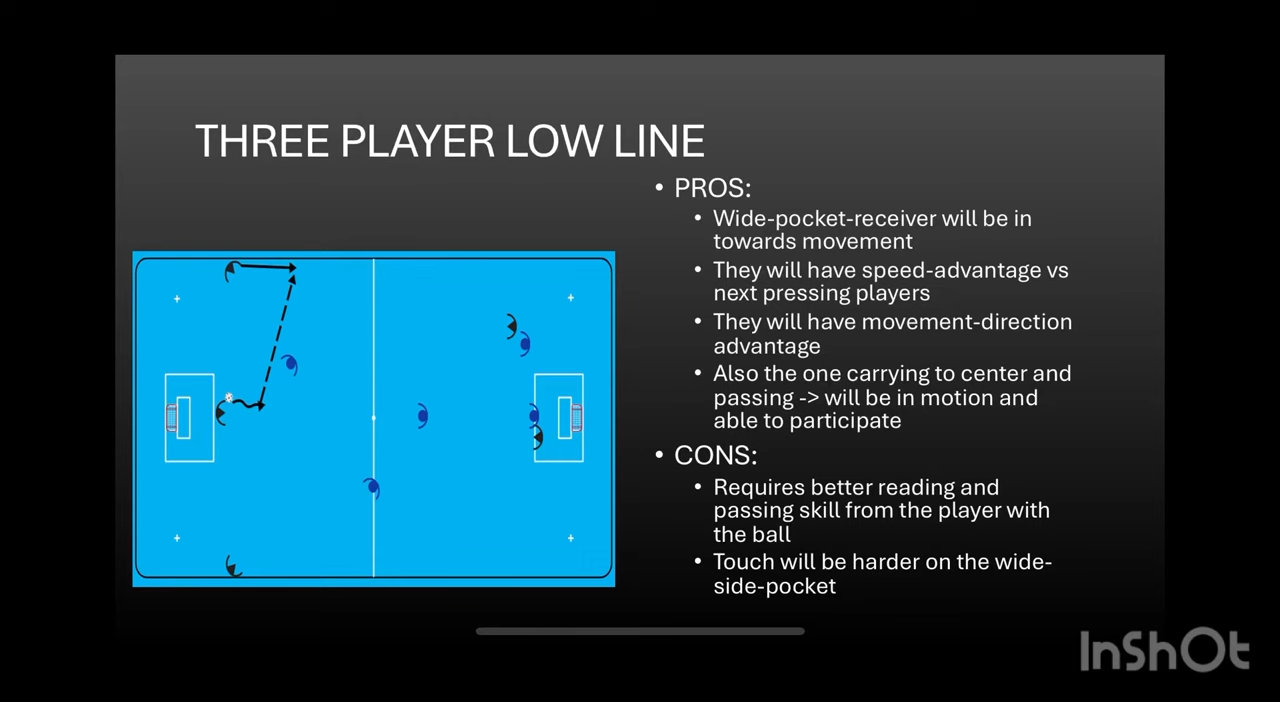 THREE PLAYER LOW LINE
• PROS:
• Wide-pocket-receiver will be in
towards movement
• They will have speed-advantage vs
next pressing players
• They will have movement-direction
advantage
• Also the one carrying to center and
passing -> will be in motion and
able to participate
• CONS:
• Requires better reading and
passing skill from the player with
the ball
• Touch will be harder on the wide-
side-pocket
InShOt